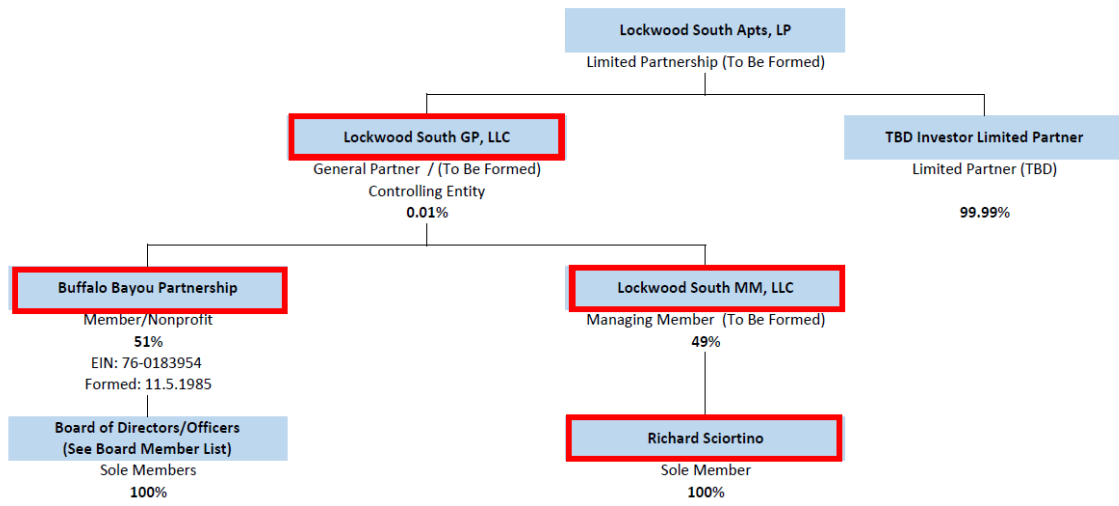 Lockwood South Apts, LP
Limited Partnership (To Be Formed)
Lockwood South GP, LLC
General Partner / (To Be Formed)
Controlling Entity
0.01%
TBD Investor Limited Partner
Limited Partner (TBD)
99.99%
Buffalo Bayou Partnership
Member/Nonprofit
51%
EIN: 76-0183954
Formed: 11.5.1985
Lockwood South MM, LLC
Managing Member (To Be Formed)
49%
Board of Directors/Officers
(See Board Member List)
Sole Members
100%
Richard Sciortino
Sole Member
100%